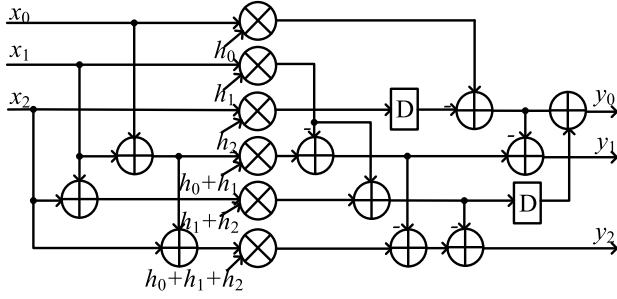 x₀
h₀
x₁
h₁
x₂
D
y₀
h₂
y₁
h₀+h₁
D
h₁+h₂
y₂
h₀+h₁+h₂